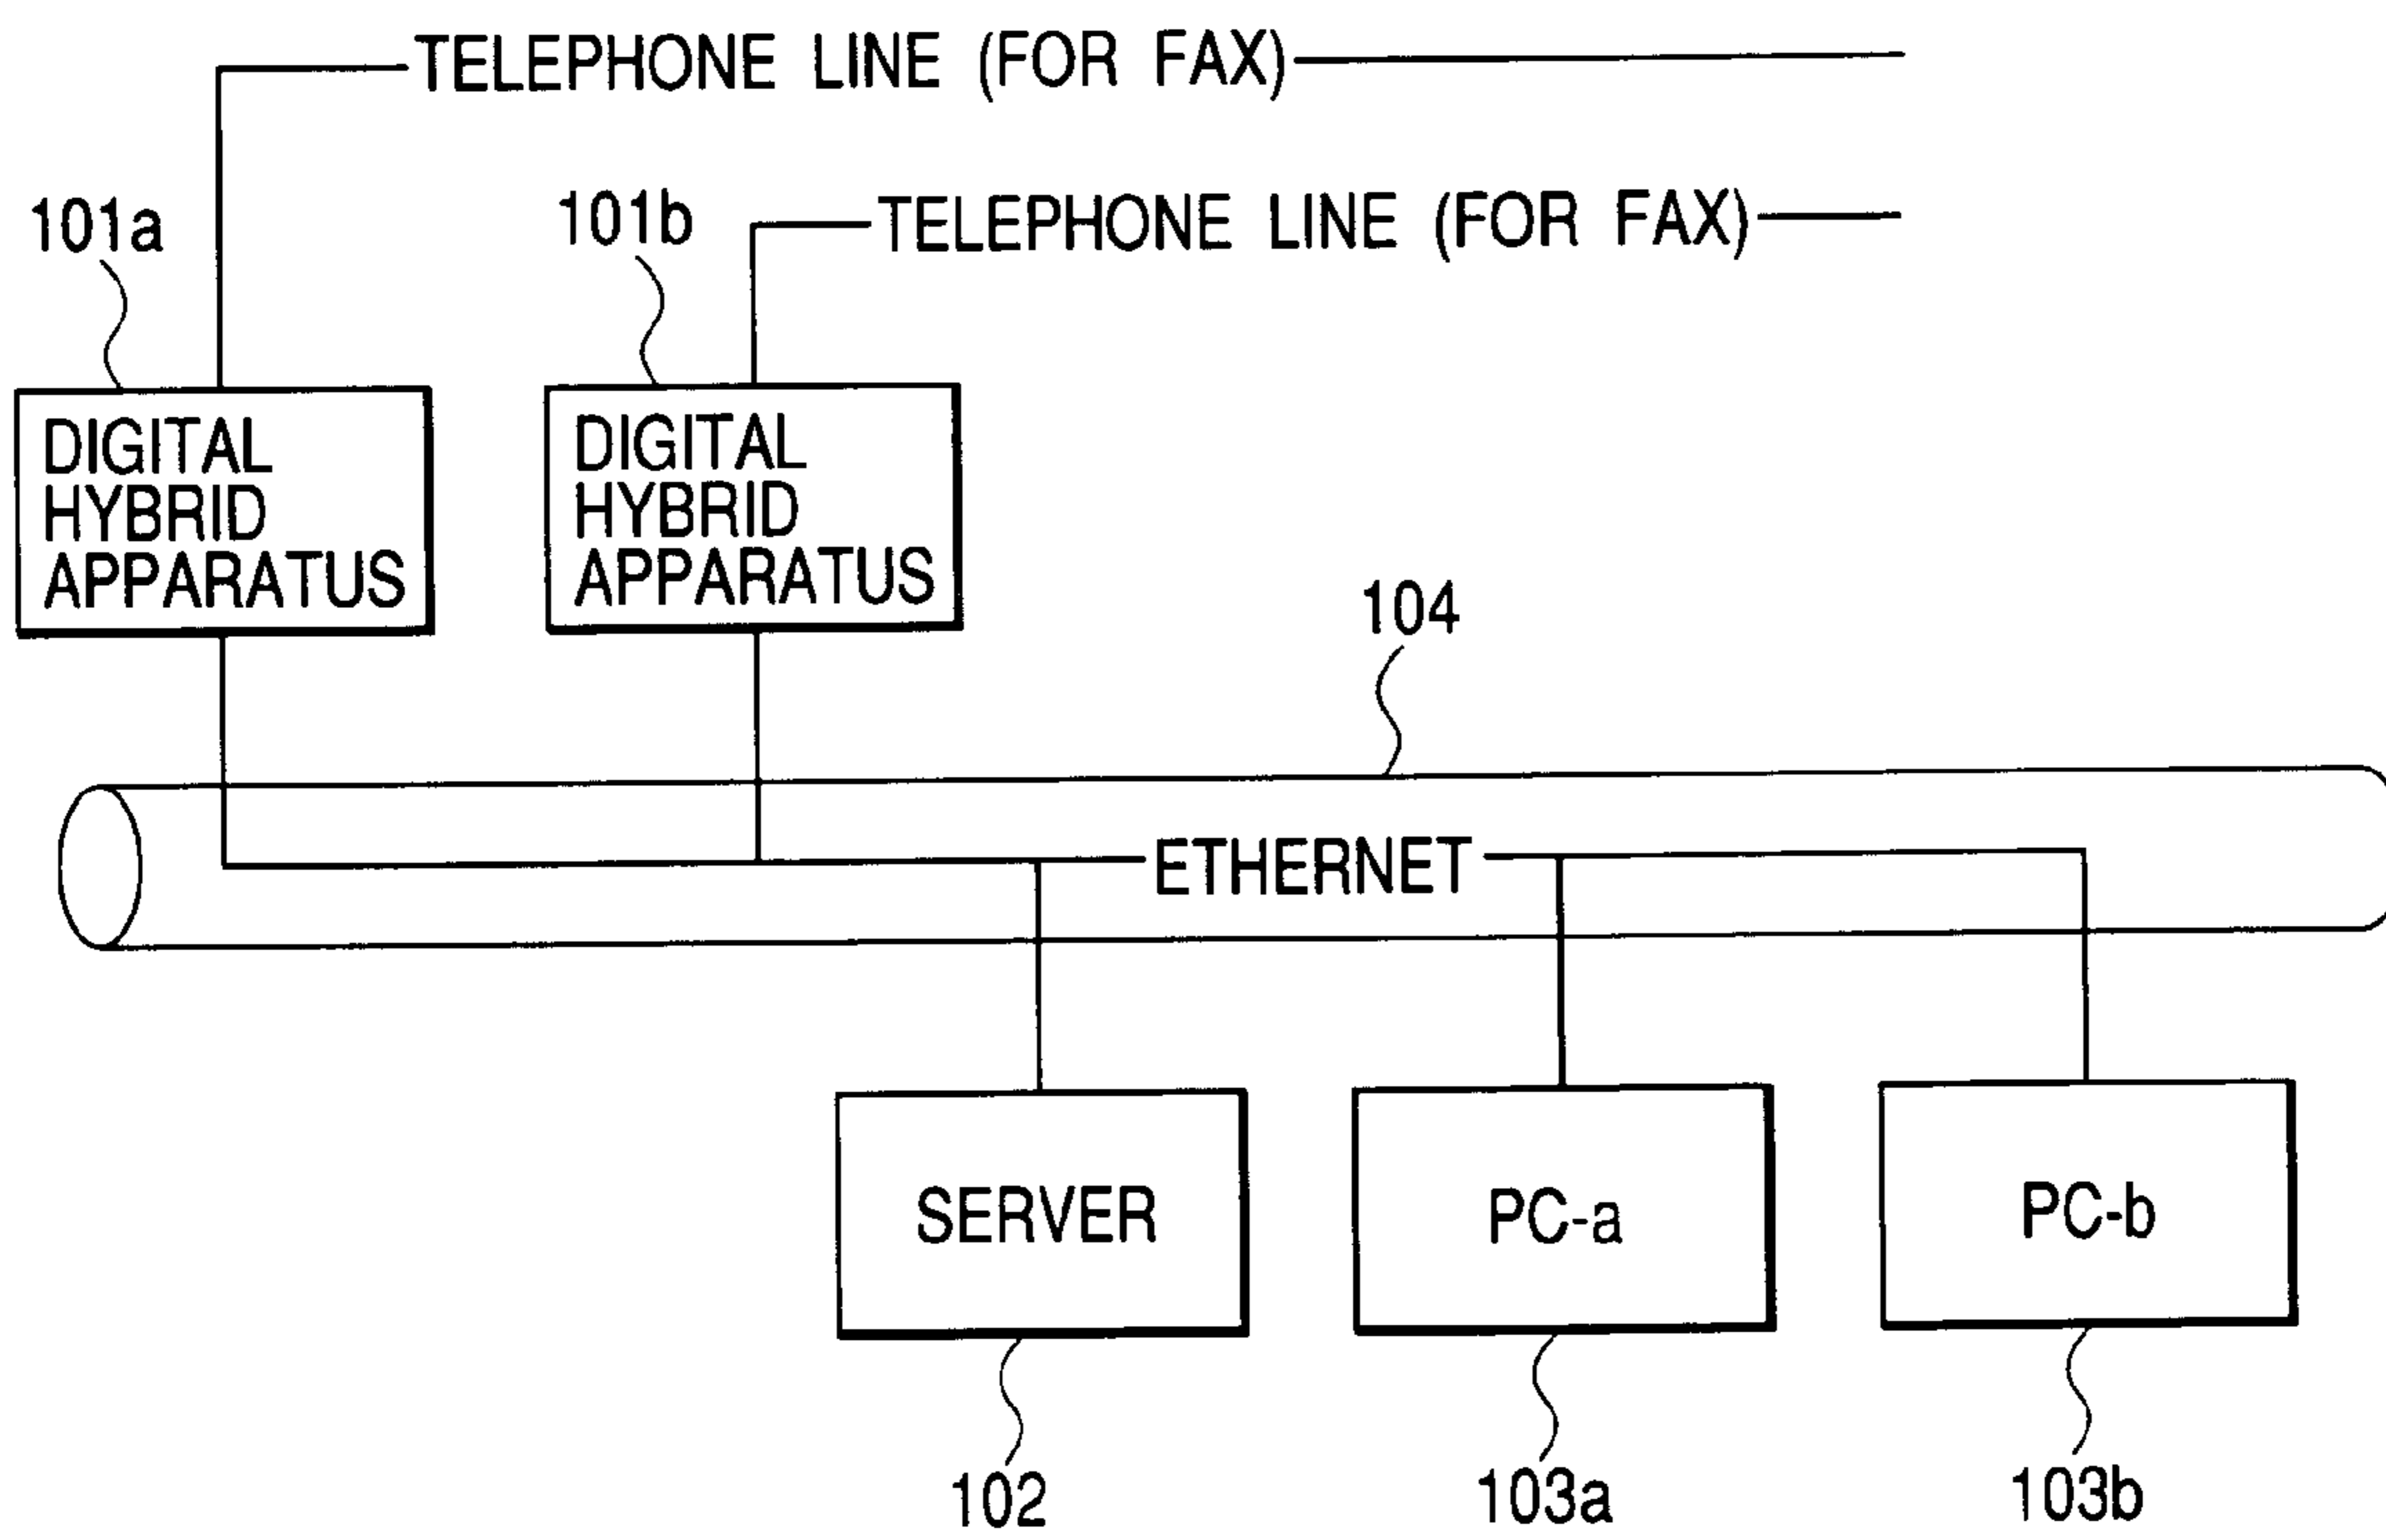 TELEPHONE LINE (FOR FAX)
101a
101b
TELEPHONE LINE (FOR FAX)
DIGITAL
HYBRID
APPARATUS
DIGITAL
HYBRID
APPARATUS
104
ETHERNET
SERVER
PC-a
PC-b
102
103a
103b